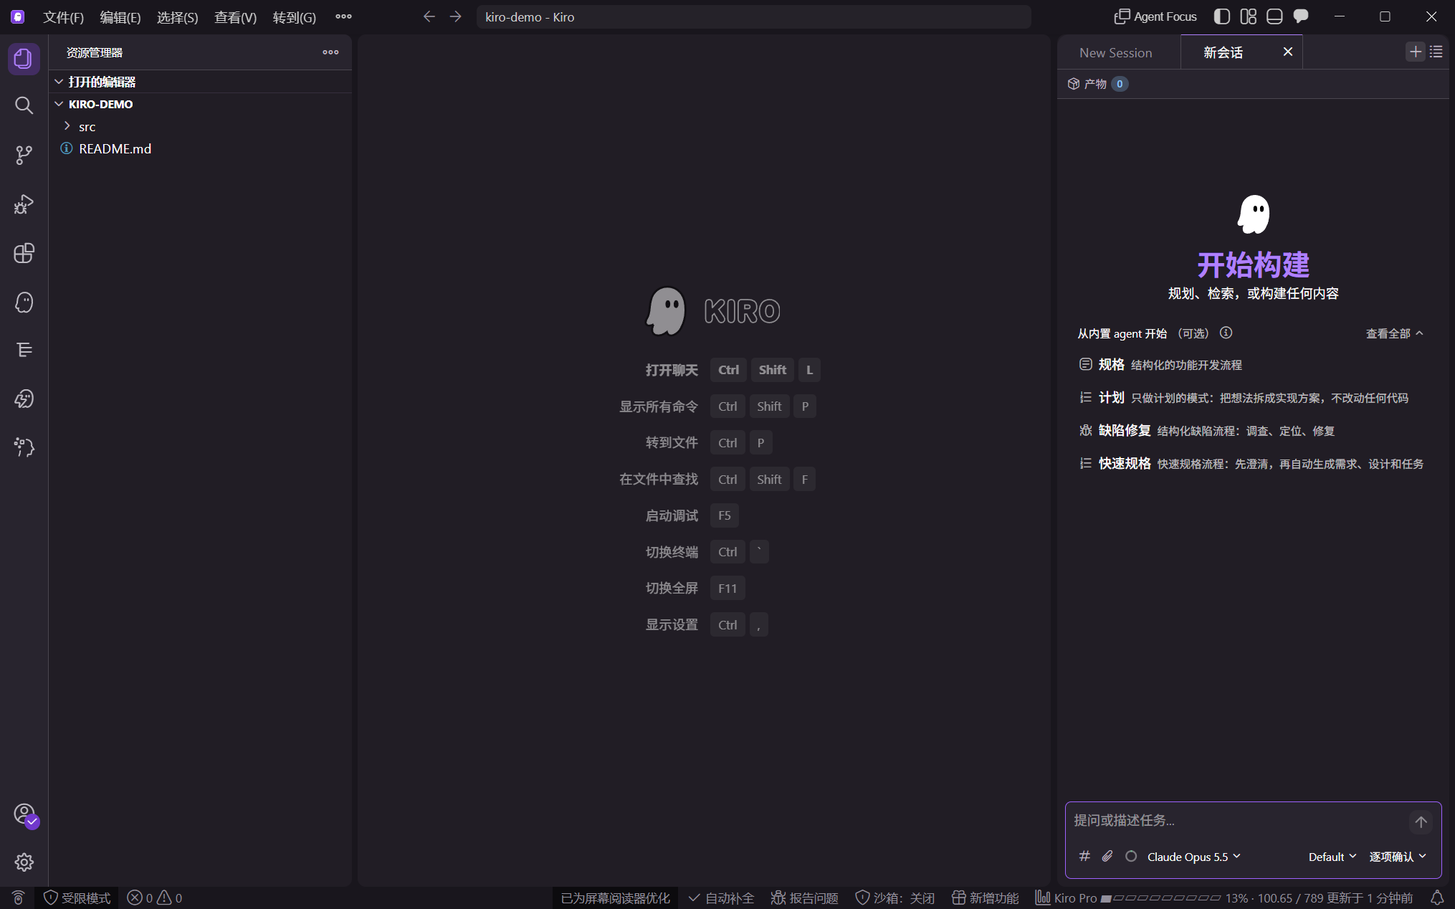 文件(F) 编辑(E) 选择(S) 查看(V) 转到(G)
kiro-demo - Kiro
Agent Focus
资源管理器
打开的编辑器
KIRO-DEMO
src
README.md
KIRO
打开聊天 Ctrl Shift L
显示所有命令 Ctrl Shift P
转到文件 Ctrl P
在文件中查找 Ctrl Shift F
启动调试 F5
切换终端 Ctrl `
切换全屏 F11
显示设置 Ctrl ,
New Session 新会话
产物 0
开始构建
规划、检索，或构建任何内容
从内置 agent 开始 （可选） 查看全部
规格 结构化的功能开发流程
计划 只做计划的模式：把想法拆成实现方案，不改动任何代码
缺陷修复 结构化缺陷流程：调查、定位、修复
快速规格 快速规格流程：先澄清，再自动生成需求、设计和任务
提问或描述任务...
# Claude Opus 5.5 Default 逐项确认
受限模式 0 0 已为屏幕阅读器优化 自动补全 报告问题 沙箱：关闭 新增功能 Kiro Pro 13% · 100.65 / 789 更新于 1 分钟前